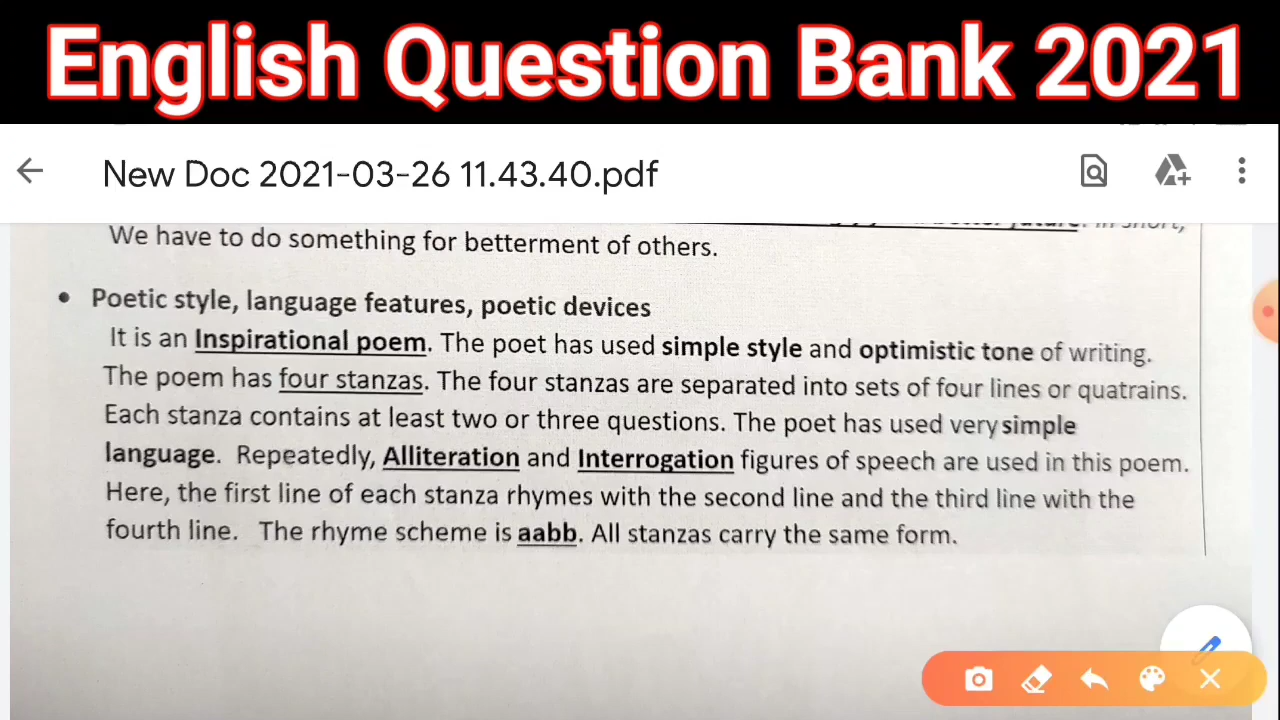 English Question Bank 2021
New Doc 2021-03-26 11.43.40.pdf
We have to do something for betterment of others.
• Poetic style, language features, poetic devices
It is an Inspirational poem. The poet has used simple style and optimistic tone of writing.
The poem has four stanzas. The four stanzas are separated into sets of four lines or quatrains.
Each stanza contains at least two or three questions. The poet has used very simple
language. Repeatedly, Alliteration and Interrogation figures of speech are used in this poem.
Here, the first line of each stanza rhymes with the second line and the third line with the
fourth line. The rhyme scheme is aabb. All stanzas carry the same form.